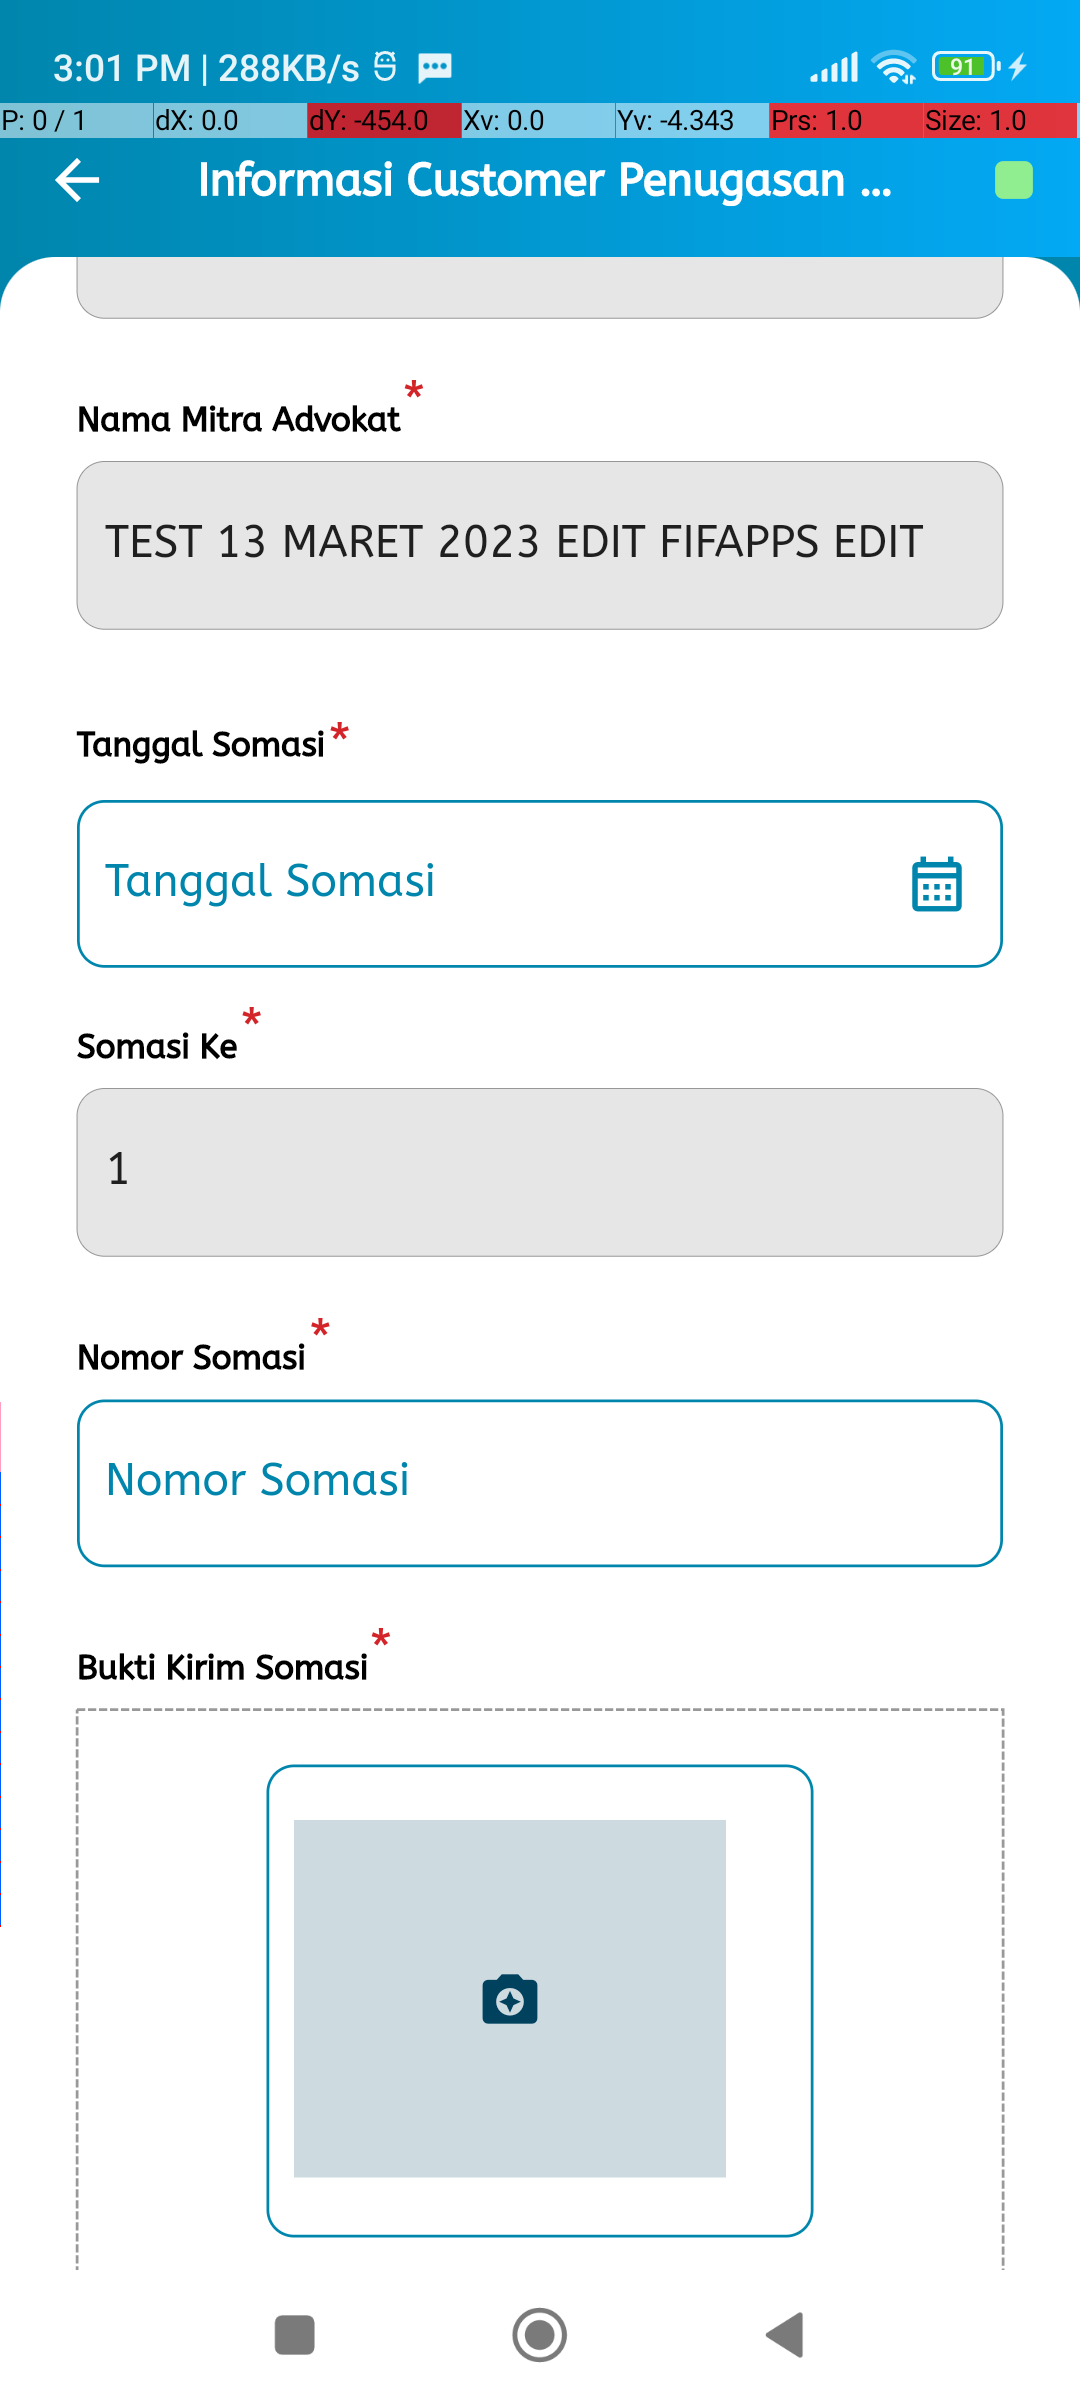 3:01 PM | 288KB/s
91
P: 0 / 1 dX: 0.0 dY: -454.0 Xv: 0.0 Yv: -4.343 Prs: 1.0 Size: 1.0
Informasi Customer Penugasan ...
Nama Mitra Advokat*
TEST 13 MARET 2023 EDIT FIFAPPS EDIT
Tanggal Somasi*
Tanggal Somasi
Somasi Ke*
1
Nomor Somasi*
Nomor Somasi
Bukti Kirim Somasi*